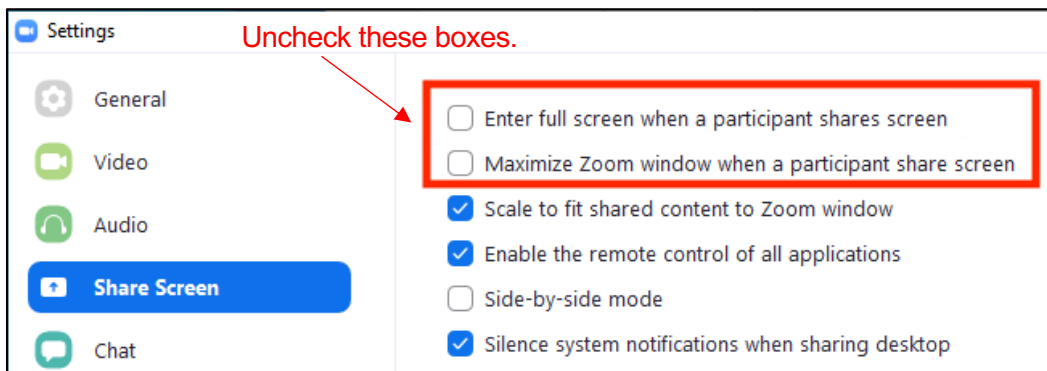 Settings
Uncheck these boxes.
General
Video
Audio
Share Screen
Chat
Enter full screen when a participant shares screen
Maximize Zoom window when a participant share screen
Scale to fit shared content to Zoom window
Enable the remote control of all applications
Side-by-side mode
Silence system notifications when sharing desktop